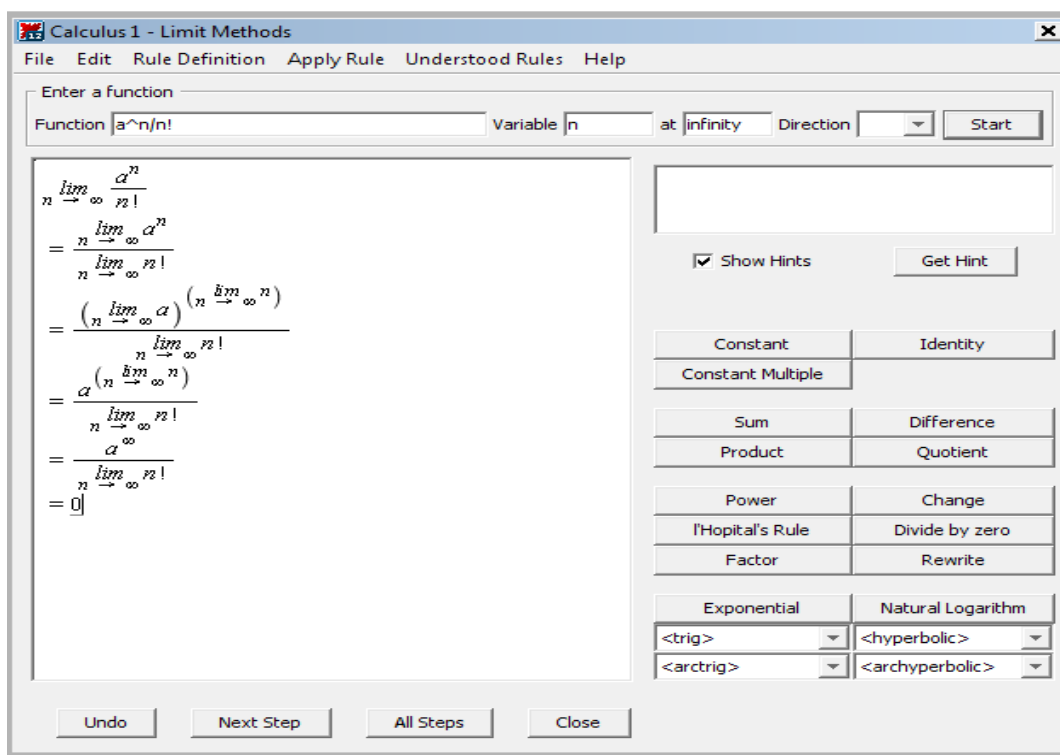 Calculus 1 - Limit Methods
File Edit Rule Definition Apply Rule Understood Rules Help
Enter a function
Function a^n/n! Variable n at infinity Direction Start
lim n→∞ a^n / n!
= lim n→∞ a^n / lim n→∞ n!
= (lim n→∞ a)^(lim n→∞ n) / lim n→∞ n!
= a^(lim n→∞ n) / lim n→∞ n!
= a^∞ / lim n→∞ n!
= 0
Show Hints Get Hint
Constant Identity
Constant Multiple
Sum Difference
Product Quotient
Power Change
l'Hopital's Rule Divide by zero
Factor Rewrite
Exponential Natural Logarithm
<trig> <hyperbolic>
<arctrig> <archyperbolic>
Undo Next Step All Steps Close